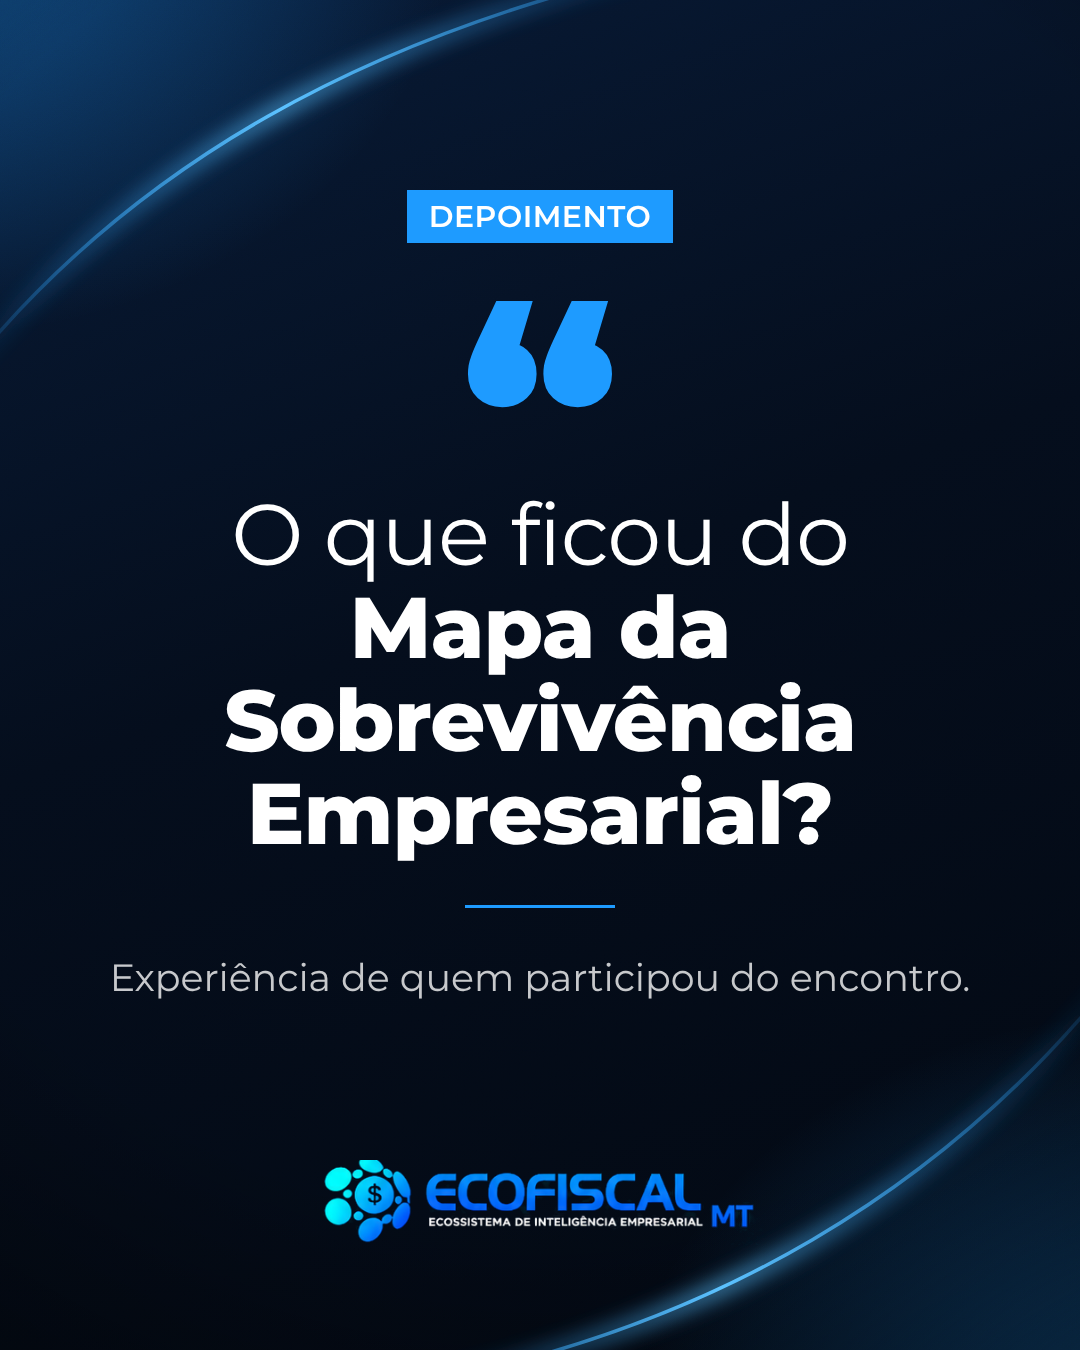 DEPOIMENTO
“
O que ficou do
Mapa da
Sobrevivência
Empresarial?
Experiência de quem participou do encontro.
$
ECOFISCAL MT
ECOSSISTEMA DE INTELIGÊNCIA EMPRESARIAL